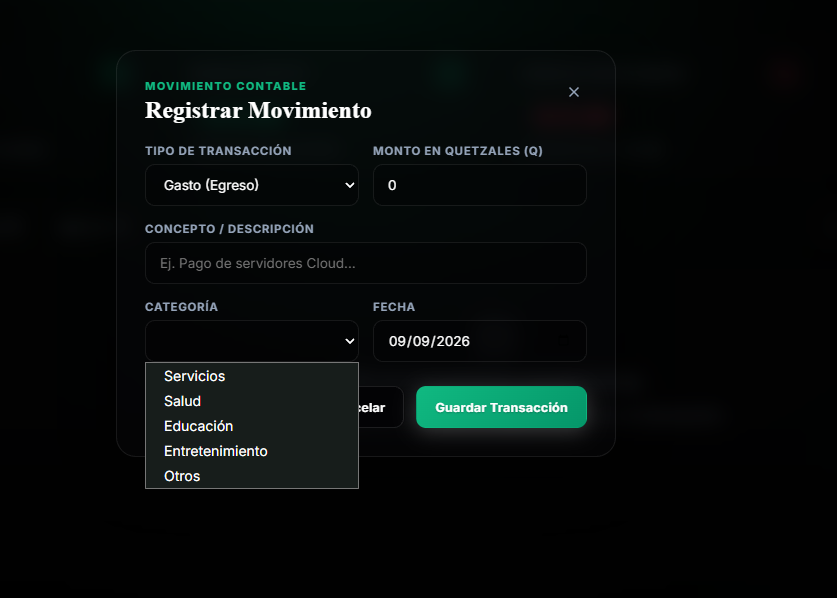 MOVIMIENTO CONTABLE
Registrar Movimiento
×
TIPO DE TRANSACCIÓN
MONTO EN QUETZALES (Q)
Gasto (Egreso)
0
CONCEPTO / DESCRIPCIÓN
Ej. Pago de servidores Cloud...
CATEGORÍA
FECHA
09/09/2026
Servicios
Salud
Educación
Entretenimiento
Otros
celar
Guardar Transacción